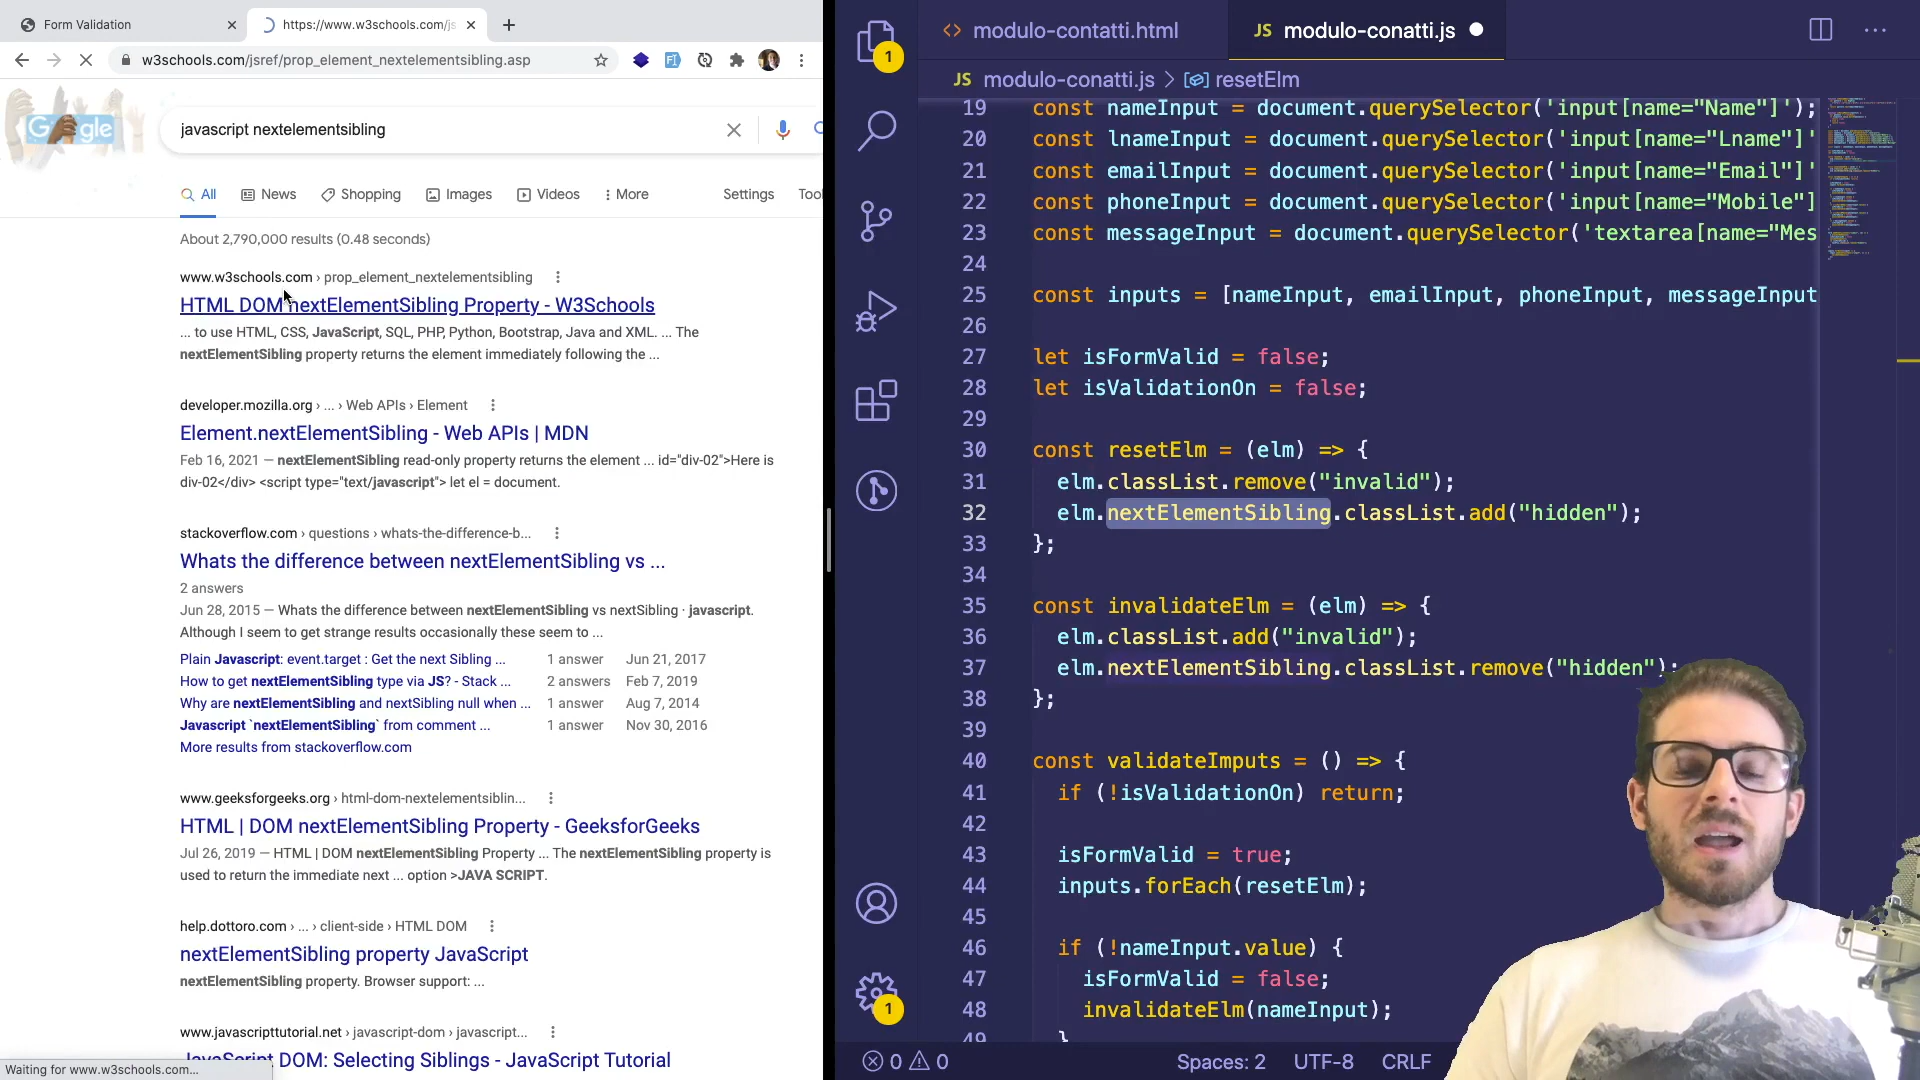 Form Validation
https://www.w3schools.com/js
w3schools.com/jsref/prop_element_nextelementsibling.asp
Google
javascript nextelementsibling
All News Shopping Images Videos More Settings Tool
About 2,790,000 results (0.48 seconds)
www.w3schools.com › prop_element_nextelementsibling
HTML DOM nextElementSibling Property - W3Schools
... to use HTML, CSS, JavaScript, SQL, PHP, Python, Bootstrap, Java and XML. ... The
nextElementSibling property returns the element immediately following the ...
developer.mozilla.org › ... › Web APIs › Element
Element.nextElementSibling - Web APIs | MDN
Feb 16, 2021 — nextElementSibling read-only property returns the element ... id="div-02">Here is
div-02</div> <script type="text/javascript"> let el = document.
stackoverflow.com › questions › whats-the-difference-b...
Whats the difference between nextElementSibling vs ...
2 answers
Jun 28, 2015 — Whats the difference between nextElementSibling vs nextSibling · javascript.
Although I seem to get strange results occasionally these seem to ...
Plain Javascript: event.target : Get the next Sibling ... 1 answer Jun 21, 2017
How to get nextElementSibling type via JS? - Stack ... 2 answers Feb 7, 2019
Why are nextElementSibling and nextSibling null when ... 1 answer Aug 7, 2014
Javascript `nextElementSibling` from comment ... 1 answer Nov 30, 2016
More results from stackoverflow.com
www.geeksforgeeks.org › html-dom-nextelementsiblin...
HTML | DOM nextElementSibling Property - GeeksforGeeks
Jul 26, 2019 — HTML | DOM nextElementSibling Property ... The nextElementSibling property is
used to return the immediate next ... option >JAVA SCRIPT.
help.dottoro.com › ... › client-side › HTML DOM
nextElementSibling property JavaScript
nextElementSibling property. Browser support: ...
www.javascripttutorial.net › javascript-dom › javascript...
JavaScript DOM: Selecting Siblings - JavaScript Tutorial
Waiting for www.w3schools.com...
<> modulo-contatti.html
JS modulo-conatti.js
JS modulo-conatti.js > resetElm
1
19 const nameInput = document.querySelector('input[name="Name"]');
20 const lnameInput = document.querySelector('input[name="Lname"]'
21 const emailInput = document.querySelector('input[name="Email"]'
22 const phoneInput = document.querySelector('input[name="Mobile"]
23 const messageInput = document.querySelector('textarea[name="Mes
24
25 const inputs = [nameInput, emailInput, phoneInput, messageInput
26
27 let isFormValid = false;
28 let isValidationOn = false;
29
30 const resetElm = (elm) => {
31 elm.classList.remove("invalid");
32 elm.nextElementSibling.classList.add("hidden");
33 };
34
35 const invalidateElm = (elm) => {
36 elm.classList.add("invalid");
37 elm.nextElementSibling.classList.remove("hidden");
38 };
39
40 const validateImputs = () => {
41 if (!isValidationOn) return;
42
43 isFormValid = true;
44 inputs.forEach(resetElm);
45
46 if (!nameInput.value) {
47 isFormValid = false;
48 invalidateElm(nameInput);
49 }
1
0 0 Spaces: 2 UTF-8 CRLF